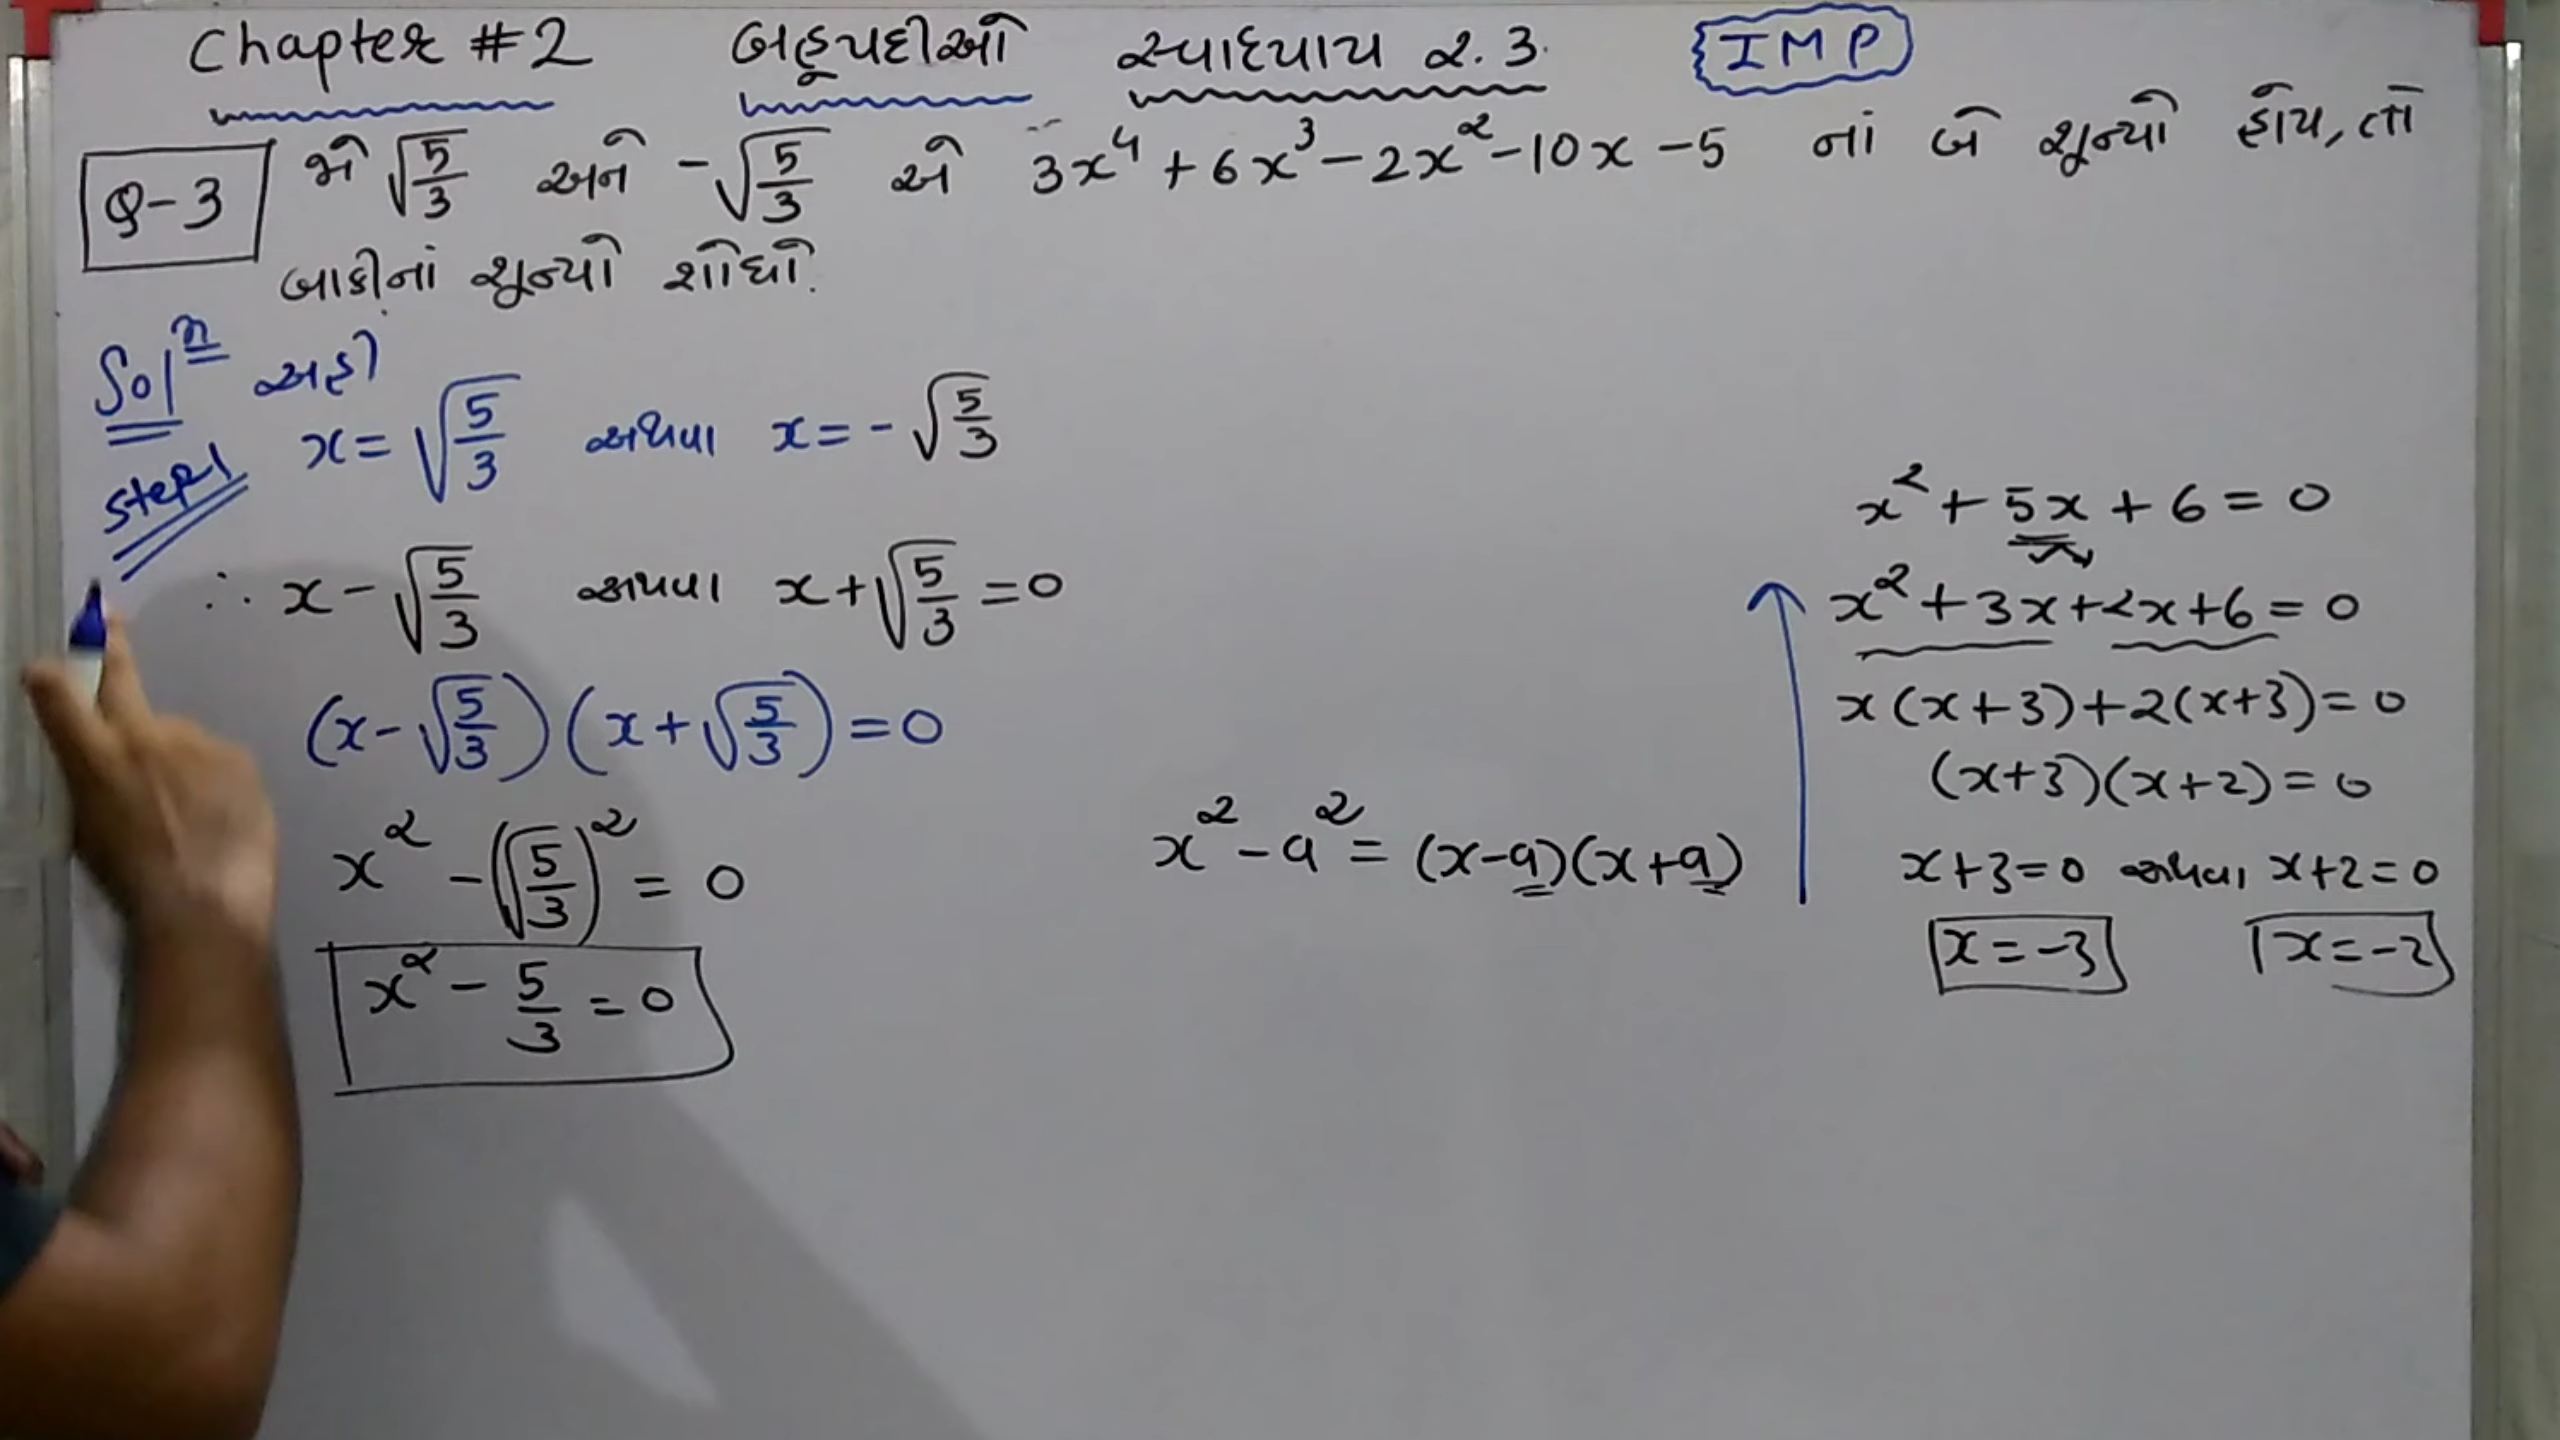 Chapter #2 બહુપદીઓ સ્વાધ્યાય 2.3. IMP
Q-3 જો √(5/3) અને -√(5/3) એ 3x⁴ + 6x³ - 2x² - 10x - 5 નાં બે શૂન્યો હોય, તો
બાકીનાં શૂન્યો શોધો.
Solⁿ અહીં
Step1 x = √(5/3) અથવા x = -√(5/3)
∴ x - √(5/3) અથવા x + √(5/3) = 0
(x - √(5/3)) (x + √(5/3)) = 0
x² - (√(5/3))² = 0
x² - 5/3 = 0
x² - a² = (x-a)(x+a)
x² + 5x + 6 = 0
x² + 3x + 2x + 6 = 0
x(x+3) + 2(x+3) = 0
(x+3)(x+2) = 0
x+3=0 અથવા x+2=0
x = -3 x = -2